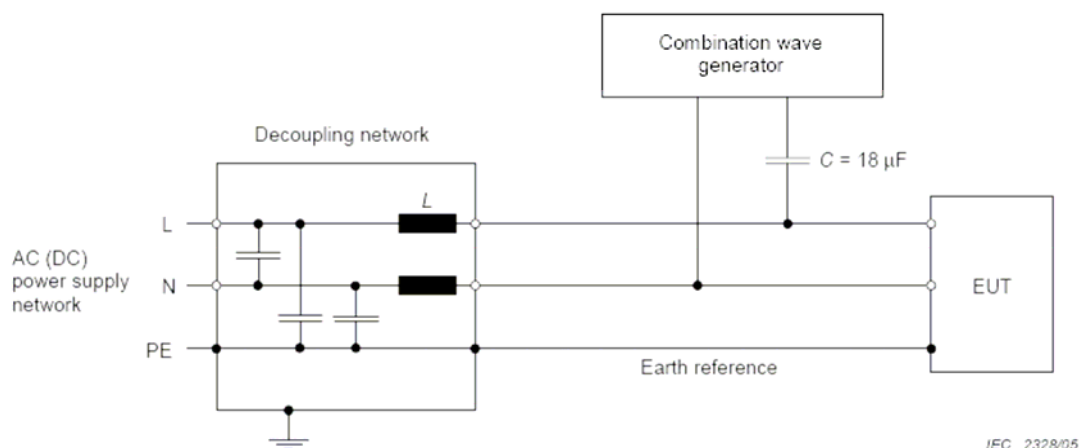 Combination wave
generator
Decoupling network
C = 18 µF
L
L
AC (DC)
power supply
network
N
EUT
PE
Earth reference
IEC 2328/05